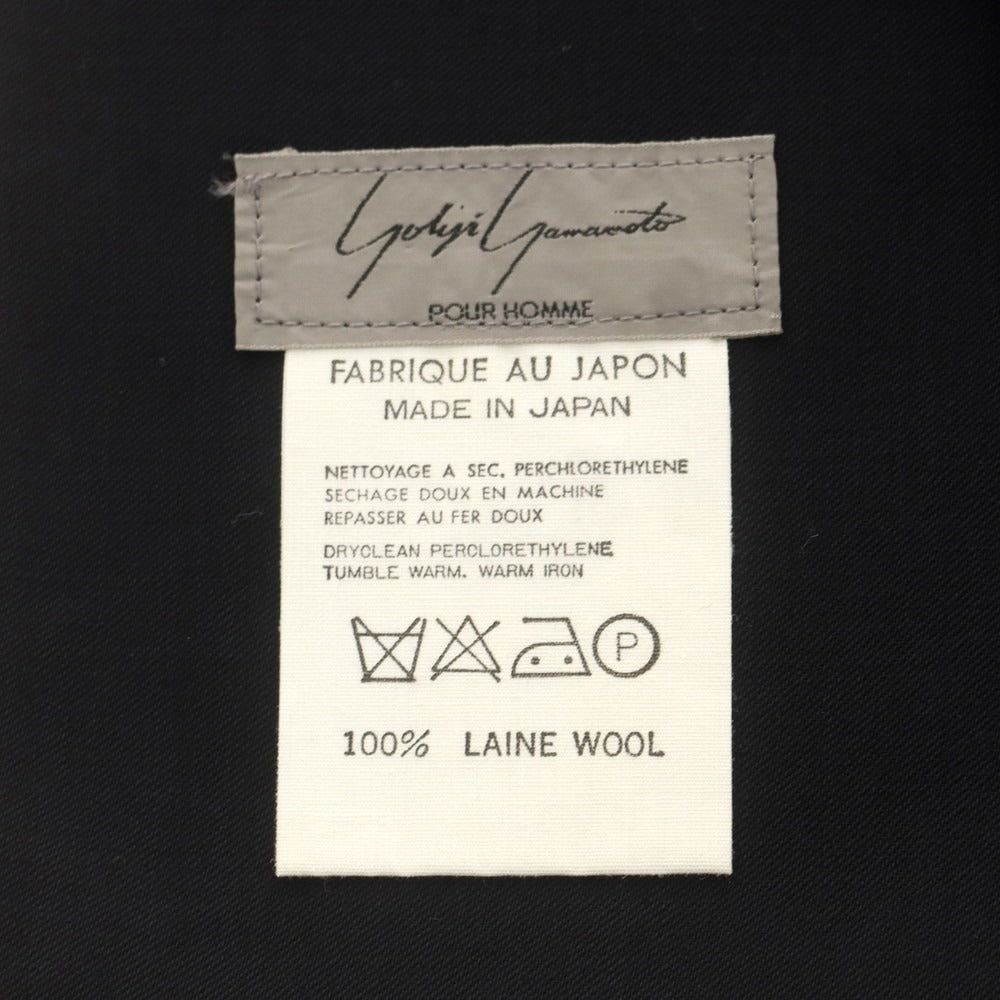 Yohji Yamamoto
POUR HOMME
FABRIQUE AU JAPON
MADE IN JAPAN
NETTOYAGE A SEC, PERCHLORETHYLENE
SECHAGE DOUX EN MACHINE
REPASSER AU FER DOUX
DRYCLEAN PERCLORETHYLENE
TUMBLE WARM. WARM IRON
P
100% LAINE WOOL